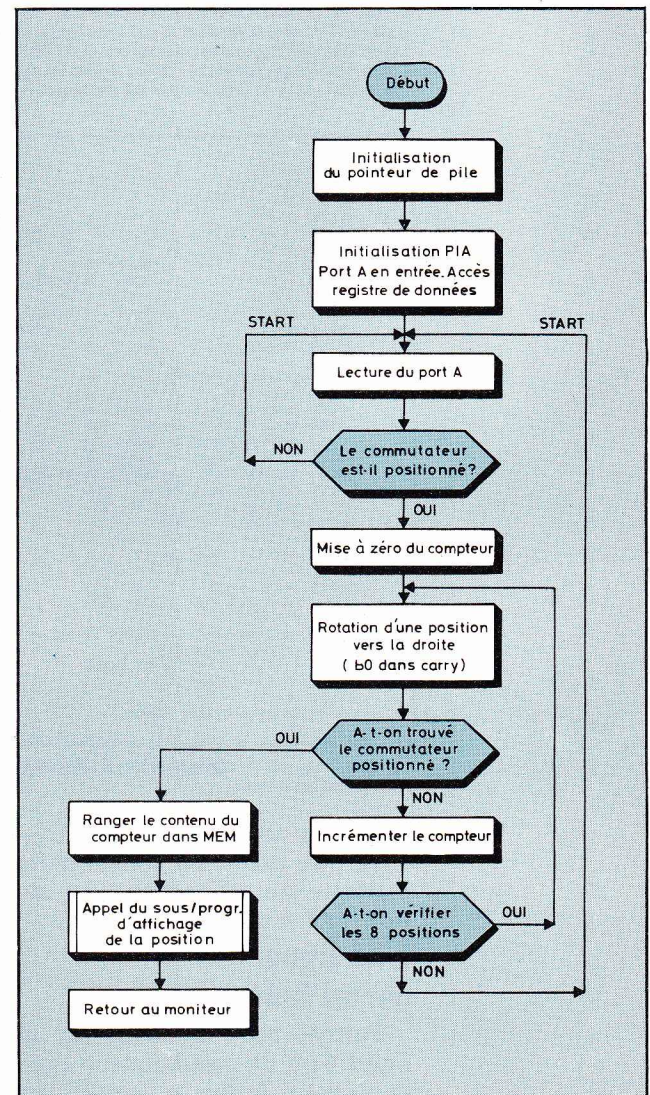 Début
Initialisation
du pointeur de pile
Initialisation PIA
Port A en entrée. Accès
registre de données
START
START
Lecture du port A
NON
Le commutateur
est-il positionné?
OUI
Mise à zéro du compteur
Rotation d'une position
vers la droite
( b0 dans carry)
OUI
A-t-on trouvé
le commutateur
positionné ?
NON
Ranger le contenu du
compteur dans MEM
Incrémenter le compteur
Appel du sous/progr.
d'affichage
de la position
A-t-on vérifier
les 8 positions
OUI
NON
Retour au moniteur